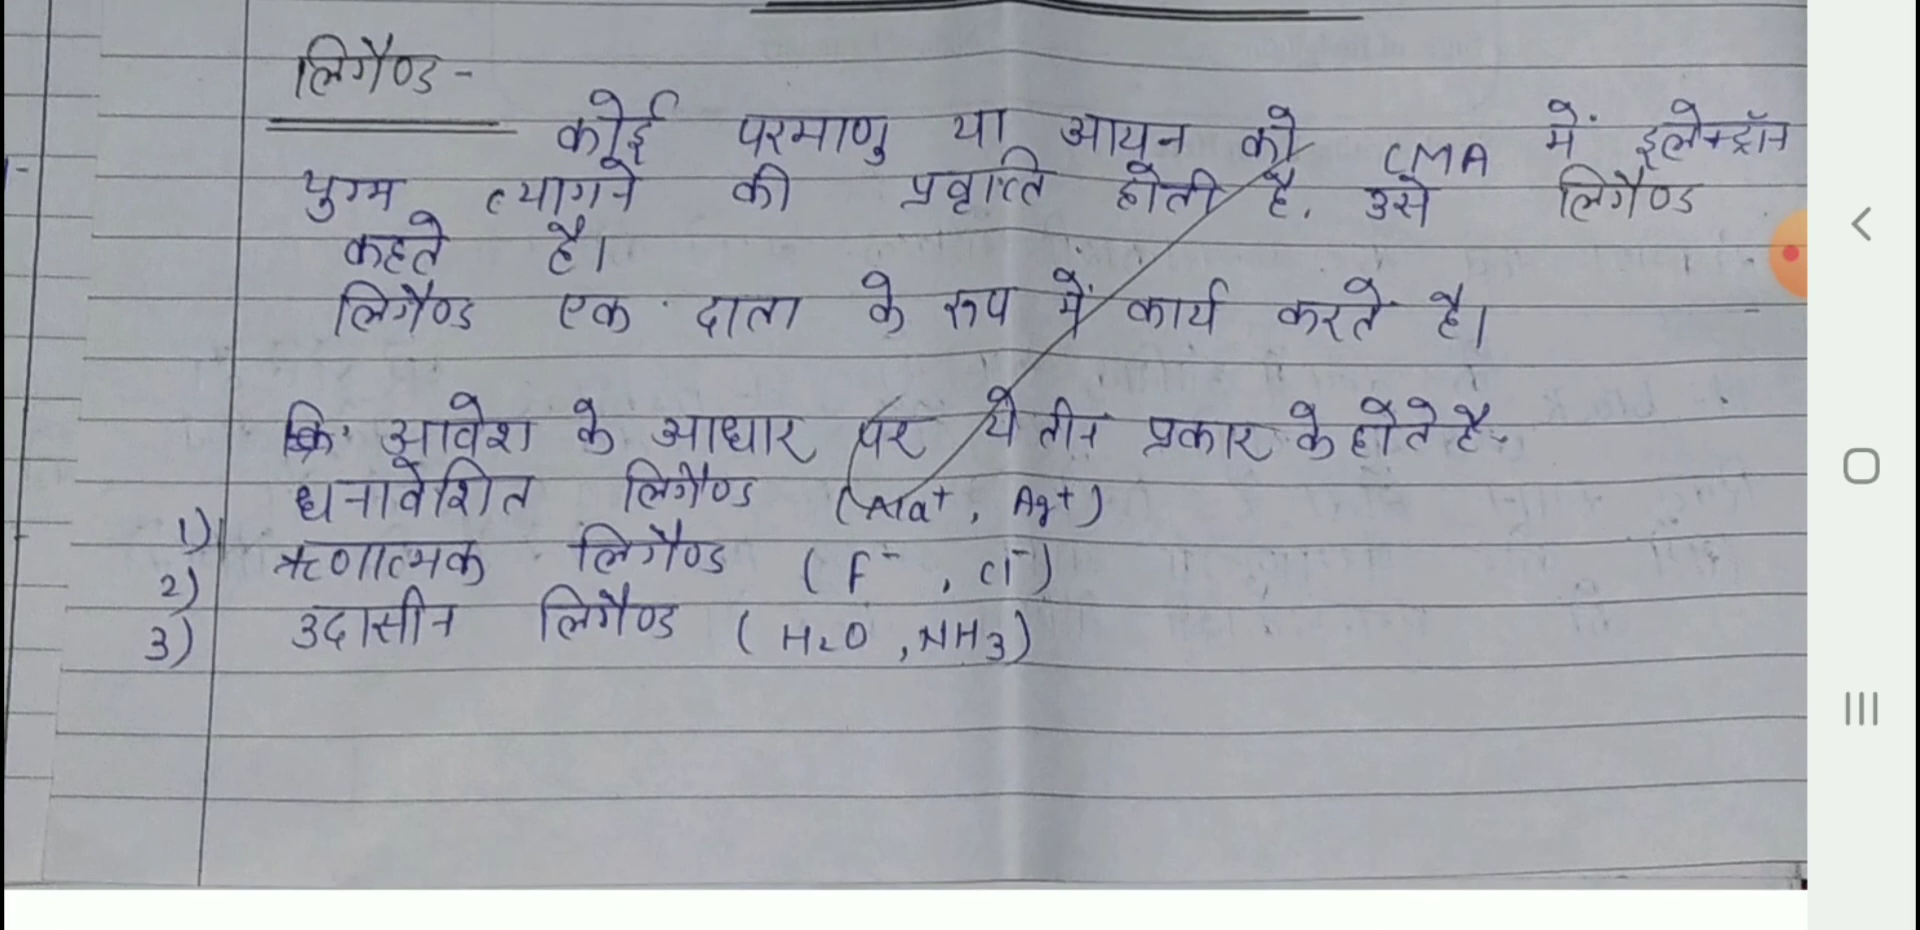 लिगैण्ड -
कोई परमाणु या आयन को CMA में इलेक्ट्रॉन
युग्म त्यागने की प्रवृत्ति होती है. उसे लिगैण्ड
कहते है।
लिगैण्ड एक दाता के रूप में कार्य करते है।
आवेश के आधार पर ये तीन प्रकार के होते है-
1) धनावेशित लिगैण्ड (Na⁺, Ag⁺)
2) ऋणात्मक लिगैण्ड (F⁻, Cl⁻)
3) उदासीन लिगैण्ड (H₂O, NH₃)